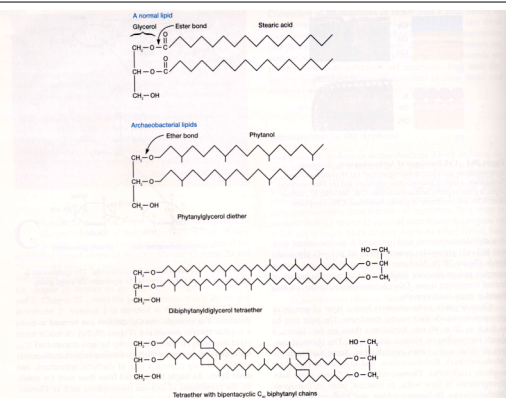 A normal lipid
Glycerol Ester bond Stearic acid
O
CH₂—O—C
O
CH—O—C
CH₂—OH
Archaeobacterial lipids
Ether bond Phytanol
CH₂—O
CH—O
CH₂—OH
Phytanylglycerol diether
HO—CH₂
CH₂—O O—CH
CH—O O—CH₂
CH₂—OH
Dibiphytanyldiglycerol tetraether
HO—CH₂
CH₂—O
CH—O O—CH
CH₂—OH O—CH₂
Tetraether with bipentacyclic C₄₀ biphytanyl chains